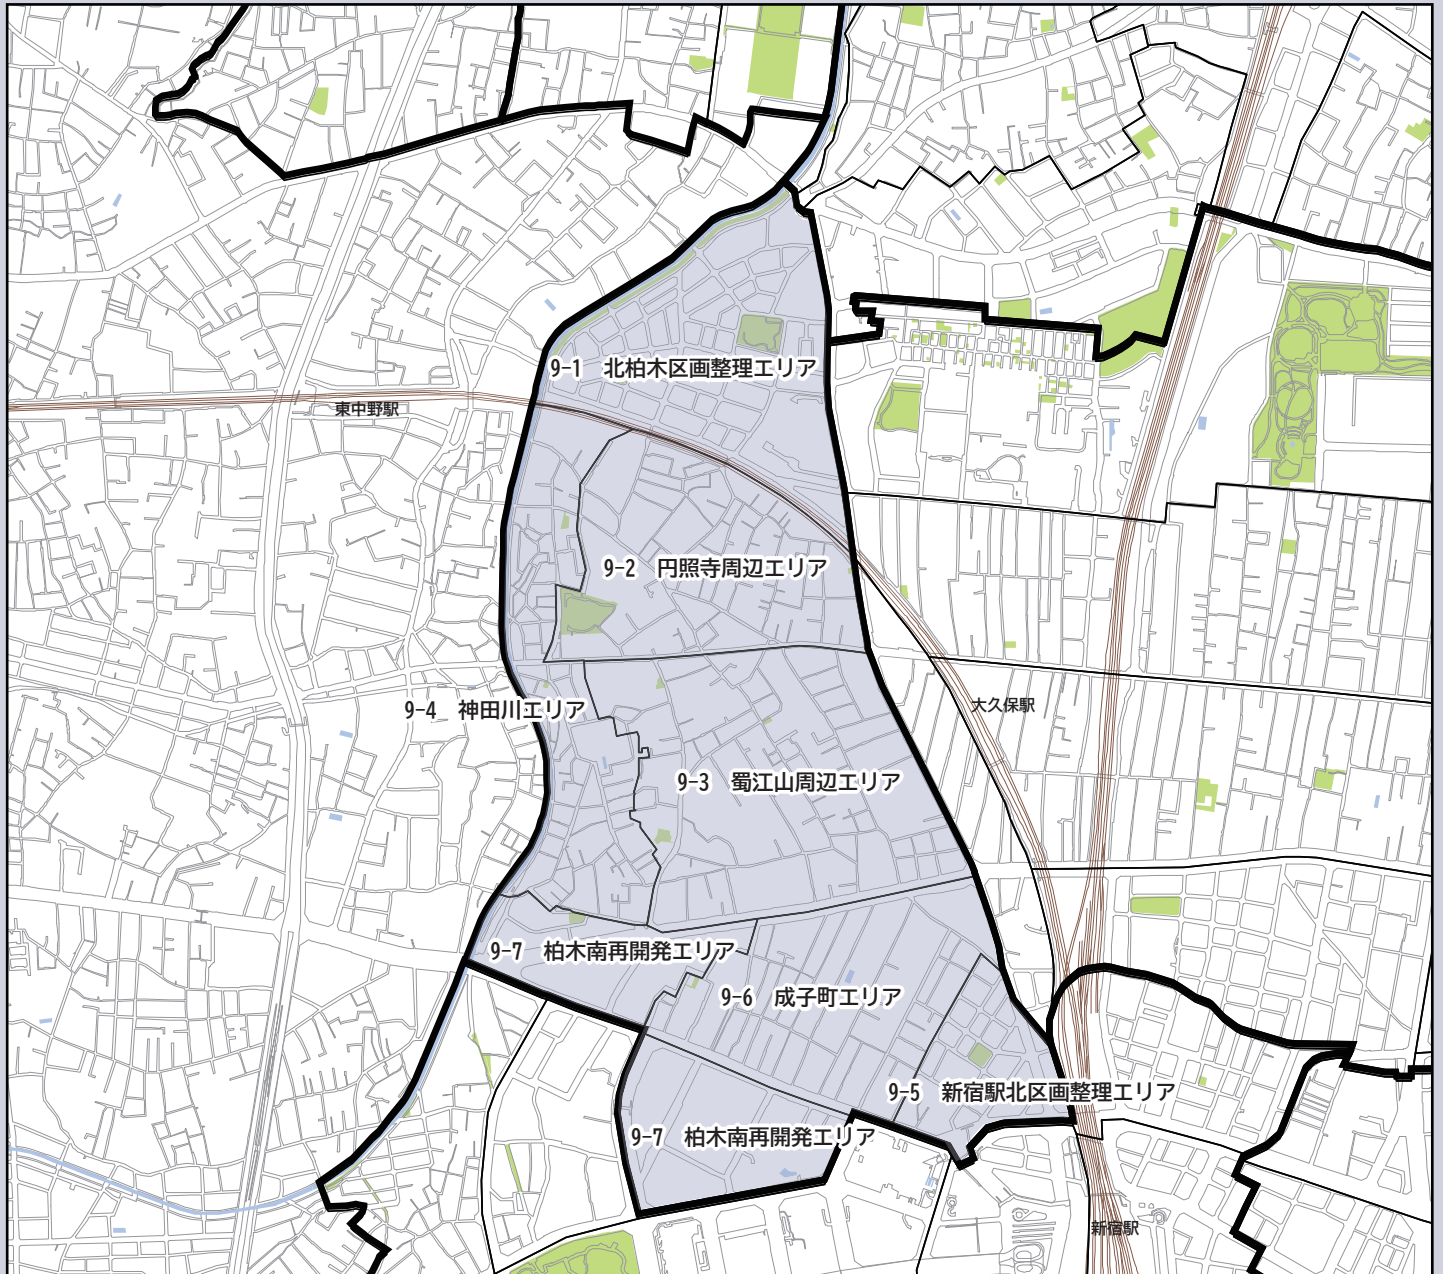 9-1 北柏木区画整理エリア
東中野駅
9-2 円照寺周辺エリア
9-4 神田川エリア
大久保駅
9-3 蜀江山周辺エリア
9-7 柏木南再開発エリア
9-6 成子町エリア
9-5 新宿駅北区画整理エリア
9-7 柏木南再開発エリア
新宿駅